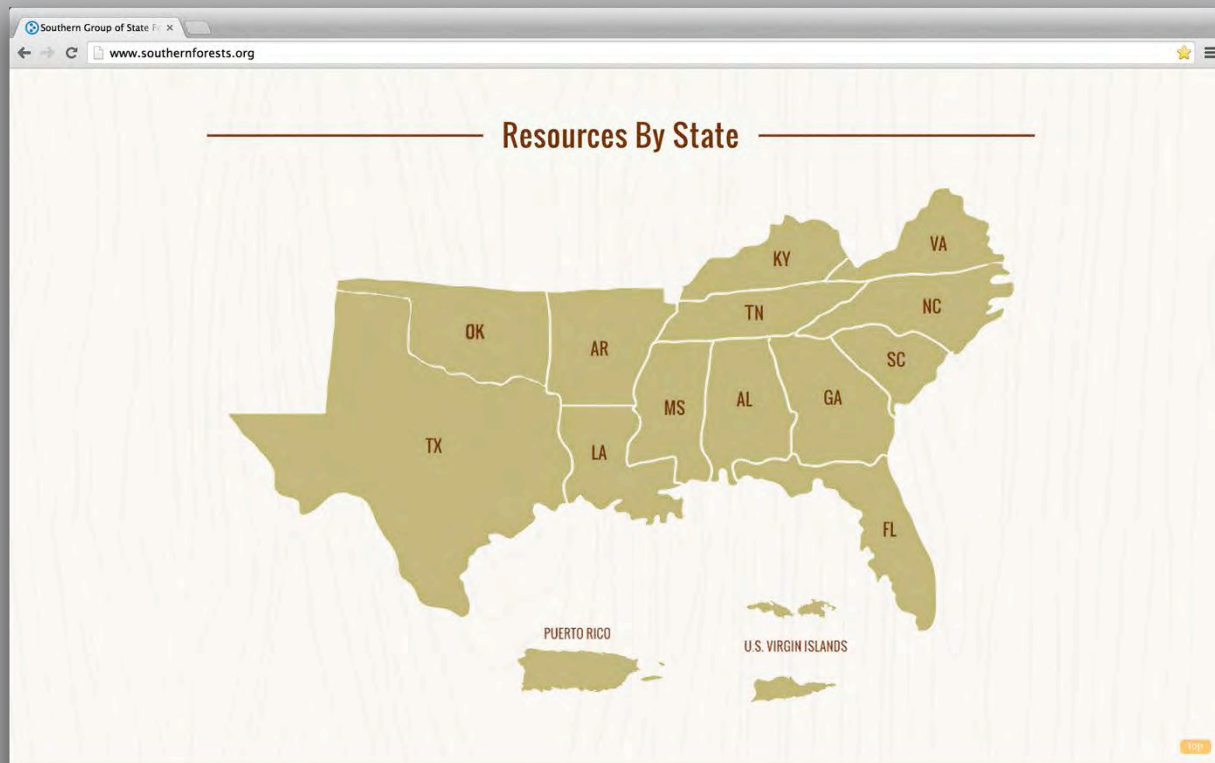 Southern Group of State F
www.southernforests.org
Resources By State
VA
KY
NC
TN
OK
AR
SC
GA
AL
MS
TX
LA
FL
PUERTO RICO
U.S. VIRGIN ISLANDS
Top